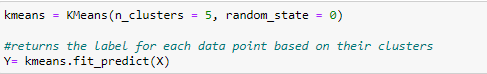 kmeans = KMeans(n_clusters = 5, random_state = 0)
#returns the label for each data point based on their clusters
Y= kmeans.fit_predict(X)